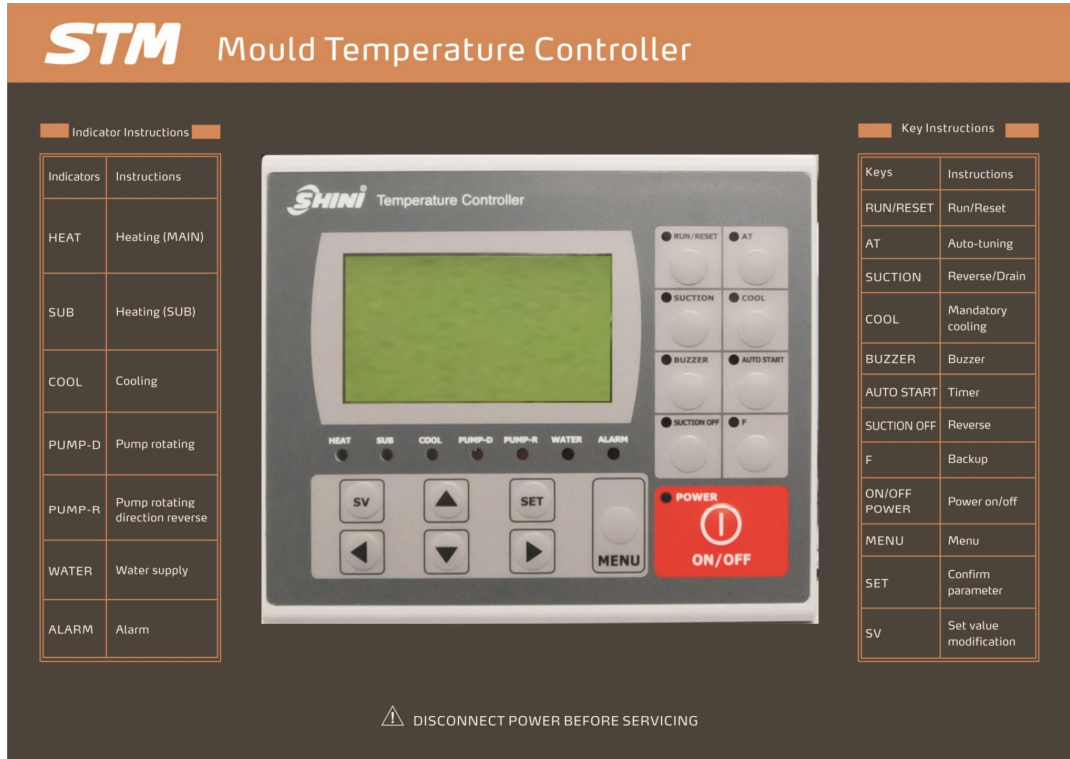 STM Mould Temperature Controller
Indicator Instructions
Indicators Instructions
HEAT Heating (MAIN)
SUB Heating (SUB)
COOL Cooling
PUMP-D Pump rotating
PUMP-R Pump rotating
direction reverse
WATER Water supply
ALARM Alarm
SHINI Temperature Controller
RUN/RESET AT
SUCTION COOL
BUZZER AUTO START
SUCTION OFF F
HEAT SUB COOL PUMP-D PUMP-R WATER ALARM
SV SET
MENU
POWER
ON/OFF
Key Instructions
Keys Instructions
RUN/RESET Run/Reset
AT Auto-tuning
SUCTION Reverse/Drain
COOL Mandatory
cooling
BUZZER Buzzer
AUTO START Timer
SUCTION OFF Reverse
F Backup
ON/OFF
POWER Power on/off
MENU Menu
SET Confirm
parameter
SV Set value
modification
DISCONNECT POWER BEFORE SERVICING